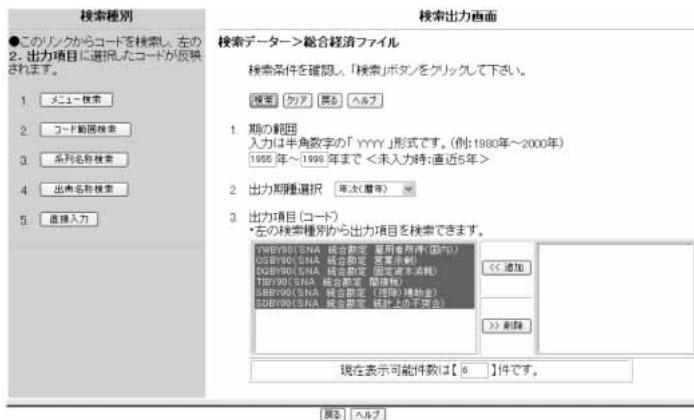 検索種別
●このリンクからコードを検索し、左の
2. 出力項目に選択したコードが反映
されます。
1 メニュー検索
2. コード範囲検索
3. 系列名称検索
4. 出典名称検索
5. 直接入力
検索出力画面
検索データー＞総合経済ファイル
検索条件を確認し、「検索」ボタンをクリックして下さい。
検索 クリア 戻る ヘルプ
1. 期の範囲
入力は半角数字の「 YYYY 」形式です。(例:1980年～2000年)
1955 年～ 1998 年まで ＜未入力時:直近5年＞
2 出力期種選択 年次(暦年)
3. 出力項目(コード)
・左の検索種別から出力項目を検索できます。
YWBY90(SNA 統合勘定 雇用者所得(国内))
OSBY90(SNA 統合勘定 営業余剰)
DQBY90(SNA 統合勘定 固定資本減耗)
TIBY90(SNA 統合勘定 間接税)
SBBY90(SNA 統合勘定 (控除)補助金)
SDBY90(SNA 統合勘定 統計上の不突合)
<< 追加
>> 削除
現在表示可能件数は【 6 】件です。
戻る ヘルプ